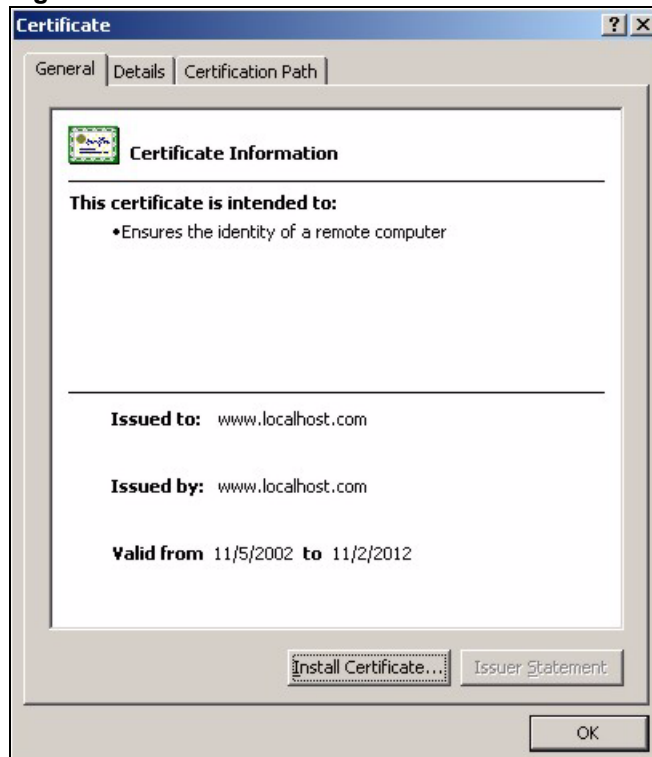 Certificate
General Details Certification Path
Certificate Information
This certificate is intended to:
•Ensures the identity of a remote computer
Issued to: www.localhost.com
Issued by: www.localhost.com
Valid from 11/5/2002 to 11/2/2012
Install Certificate... Issuer Statement
OK